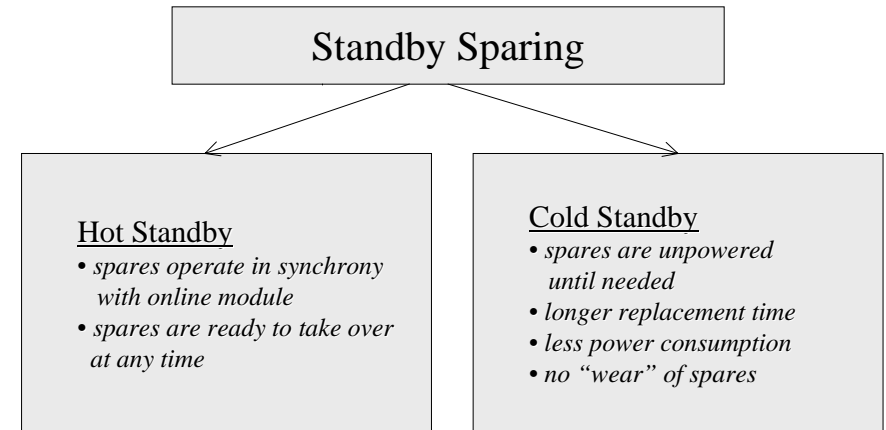 Standby Sparing
Hot Standby
• spares operate in synchrony
with online module
• spares are ready to take over
at any time
Cold Standby
• spares are unpowered
until needed
• longer replacement time
• less power consumption
• no “wear” of spares